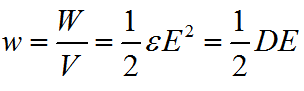 w = W/V = 1/2 εE² = 1/2 DE